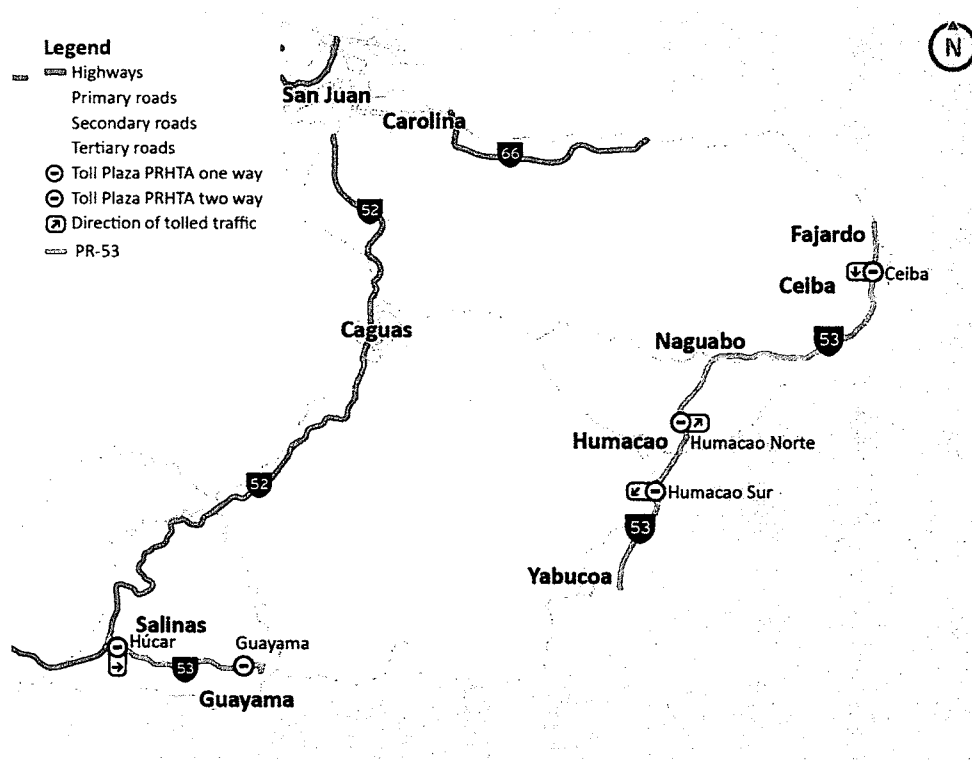 Legend
Highways
Primary roads
Secondary roads
Tertiary roads
Toll Plaza PRHTA one way
Toll Plaza PRHTA two way
Direction of tolled traffic
PR-53
N
San Juan
Carolina
66
52
Fajardo
Ceiba
Ceiba
Caguas
Naguabo
53
Humacao
Humacao Norte
52
Humacao Sur
53
Yabucoa
Salinas
Húcar
Guayama
53
Guayama